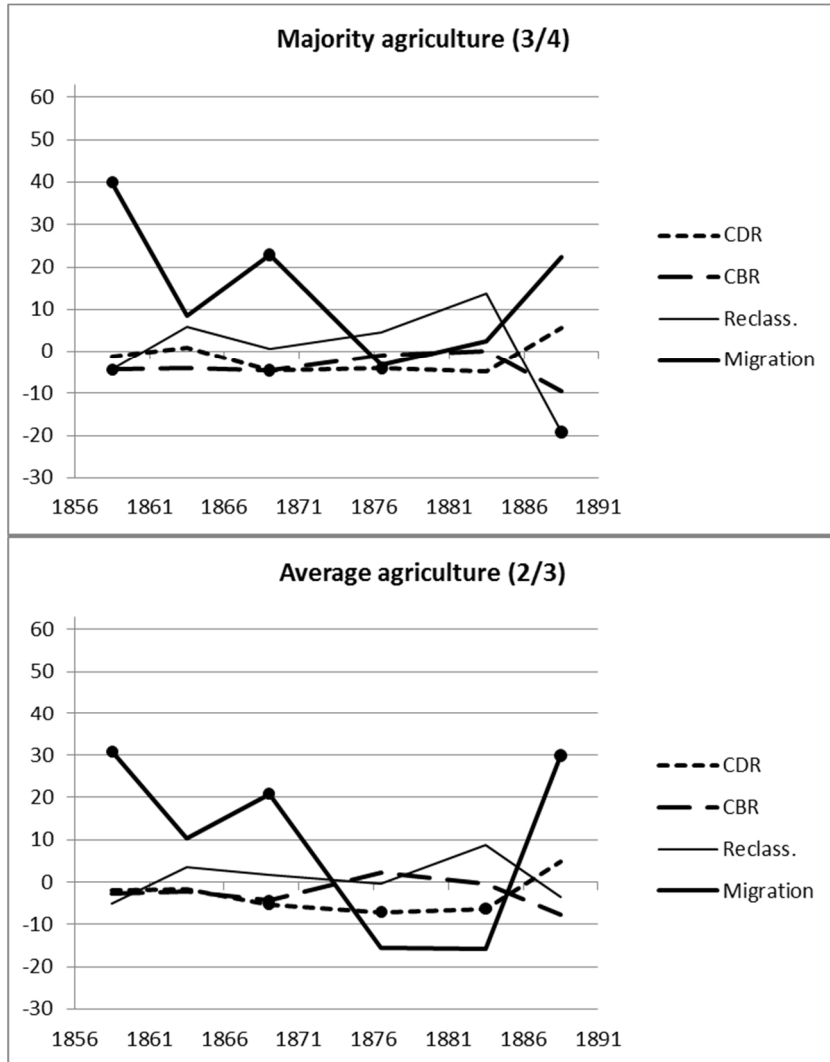 Majority agriculture (3/4)
60
50
40
30
20
10
0
-10
-20
-30
1856 1861 1866 1871 1876 1881 1886 1891
CDR
CBR
Reclass.
Migration
Average agriculture (2/3)
60
50
40
30
20
10
0
-10
-20
-30
1856 1861 1866 1871 1876 1881 1886 1891
CDR
CBR
Reclass.
Migration